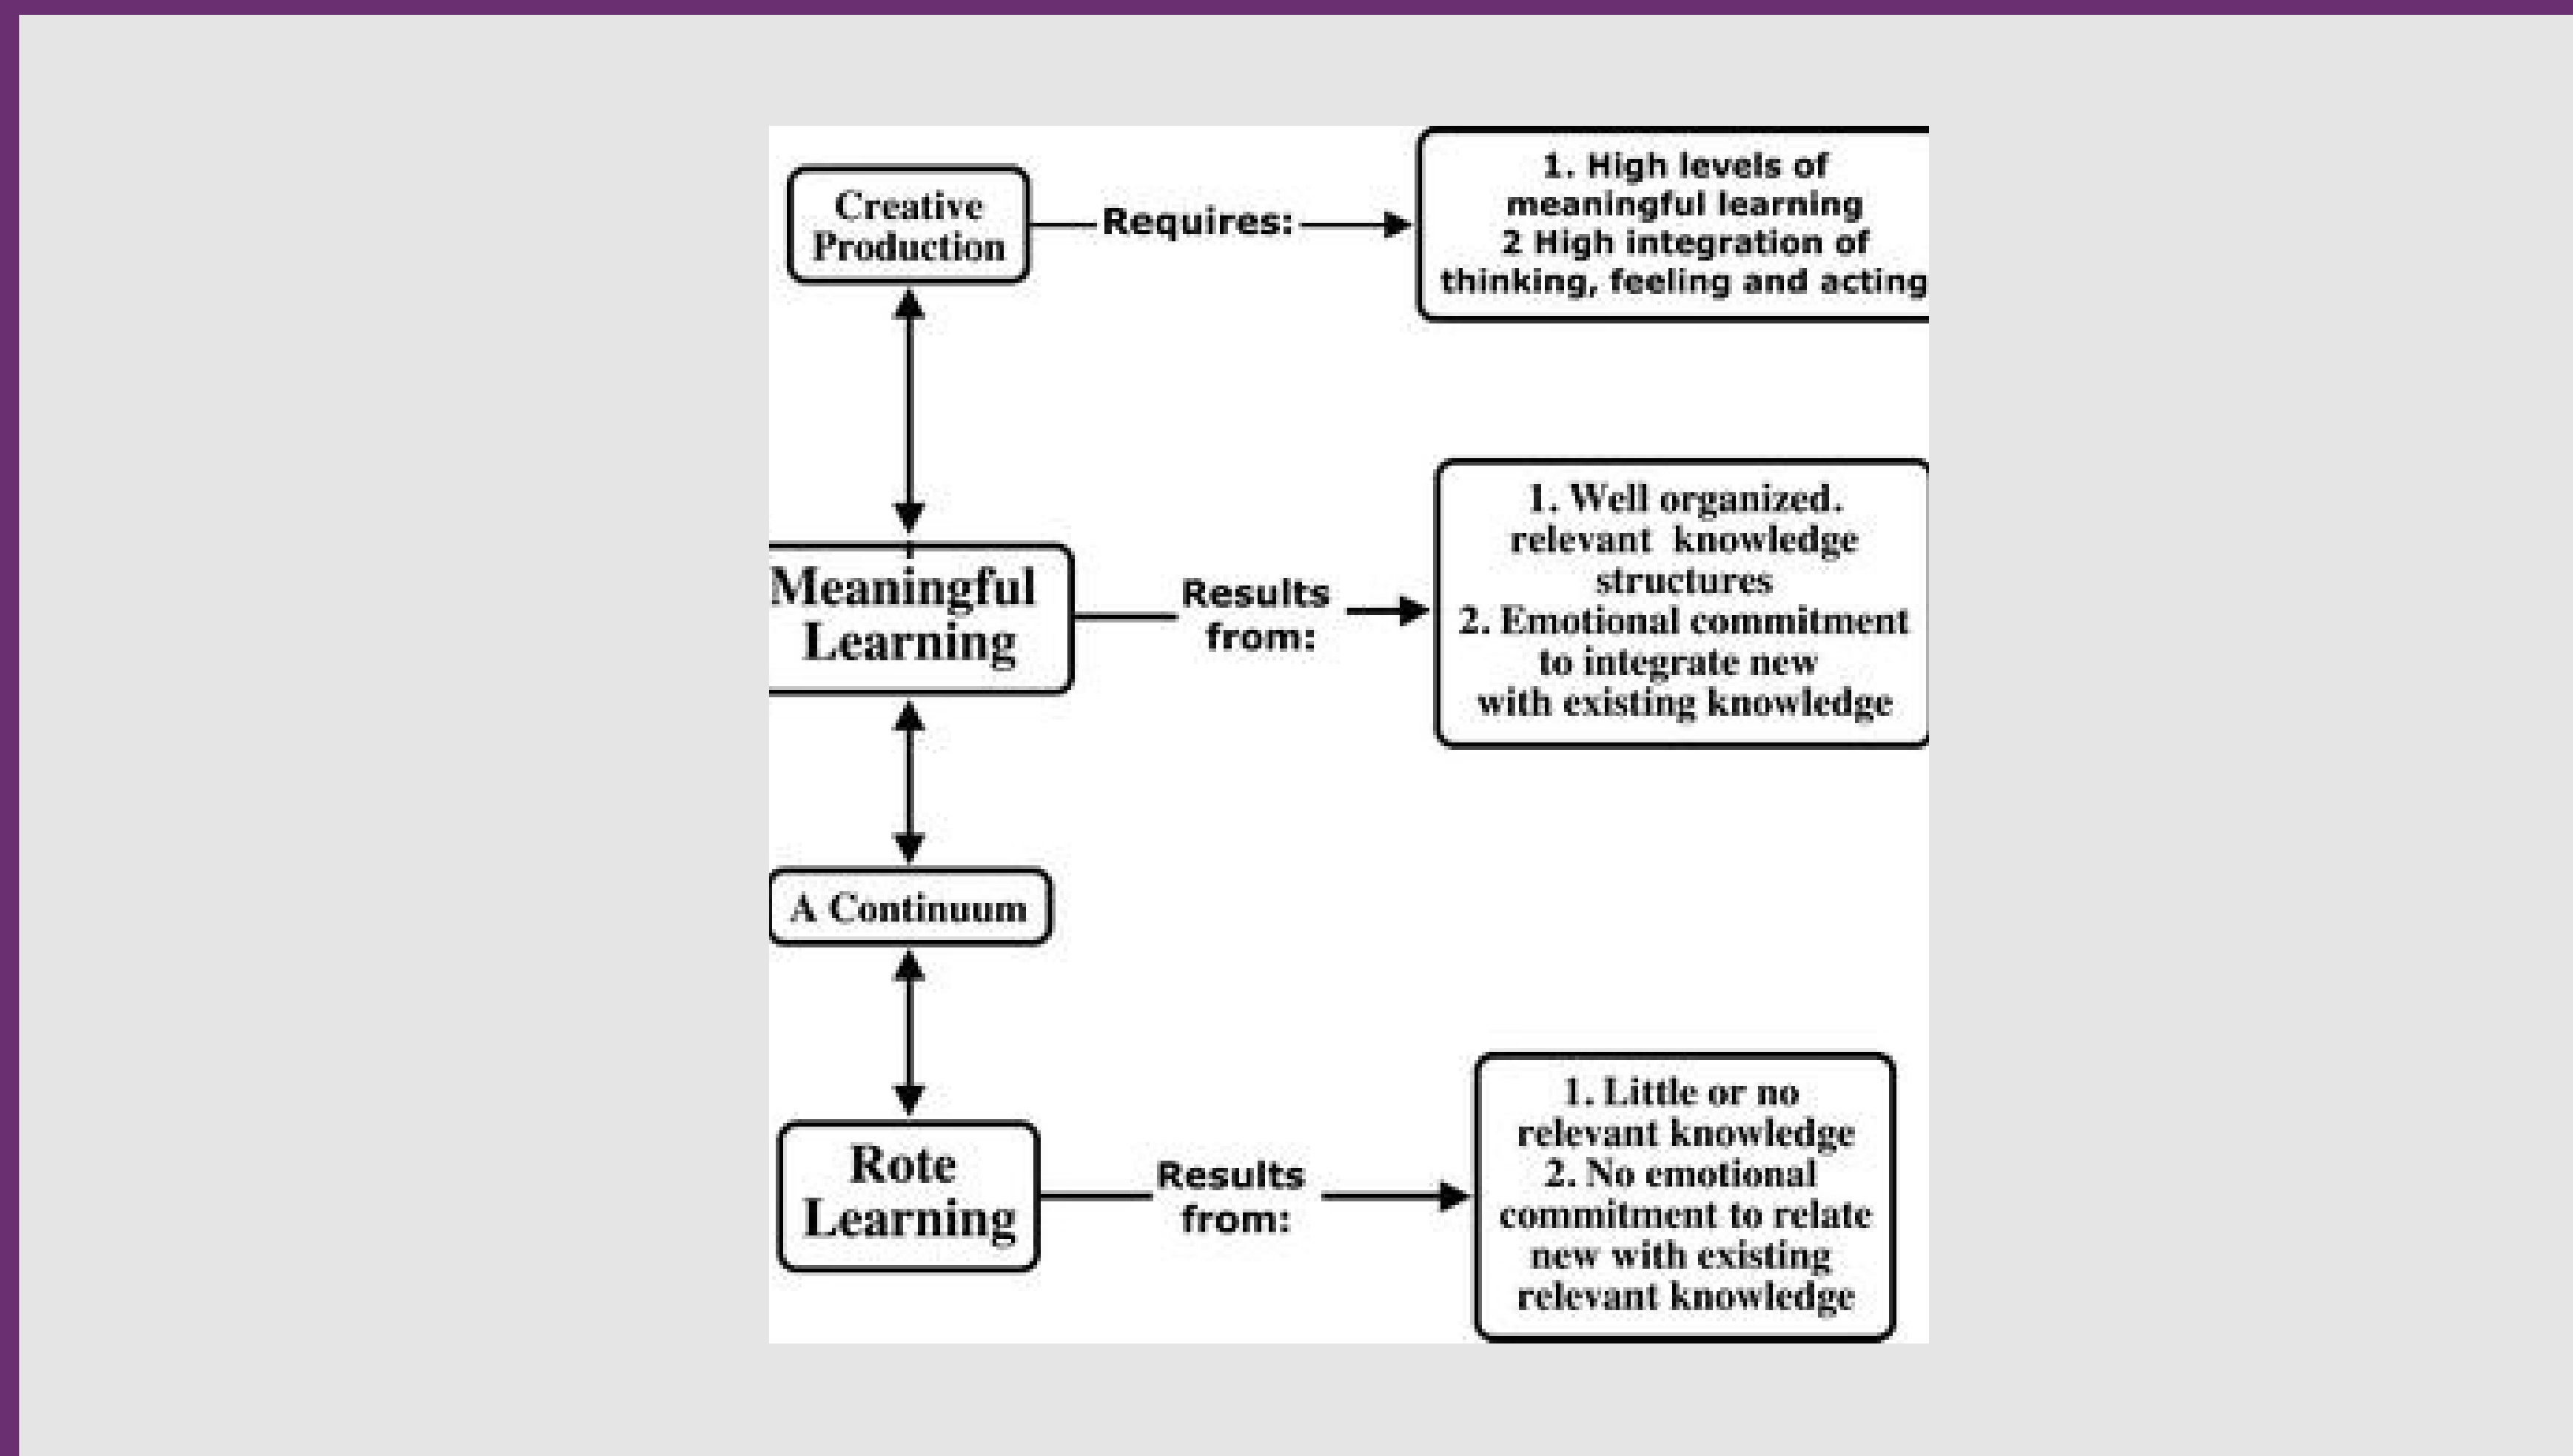 Creative
Production
Requires:
1. High levels of
meaningful learning
2 High integration of
thinking, feeling and acting
Meaningful
Learning
Results
from:
1. Well organized.
relevant knowledge
structures
2. Emotional commitment
to integrate new
with existing knowledge
A Continuum
Rote
Learning
Results
from:
1. Little or no
relevant knowledge
2. No emotional
commitment to relate
new with existing
relevant knowledge